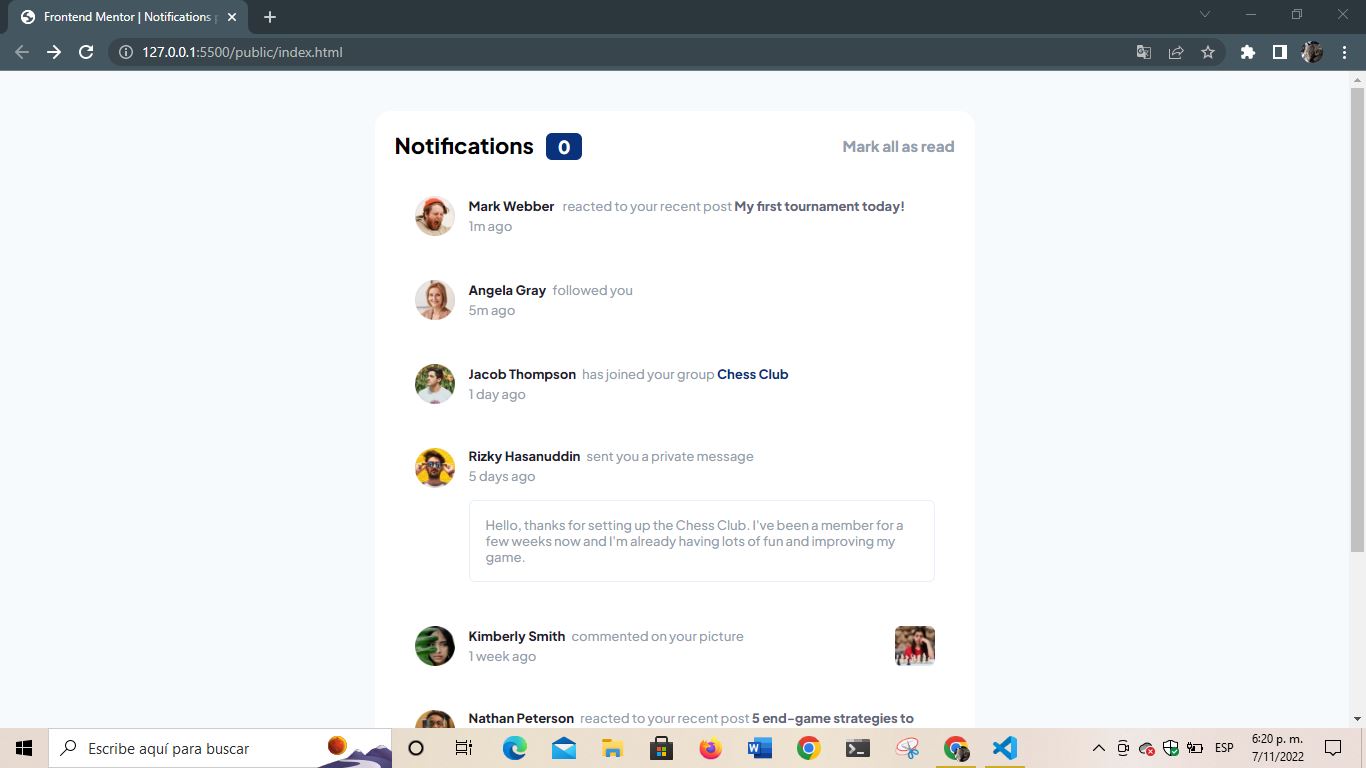 Frontend Mentor | Notifications p
127.0.0.1:5500/public/index.html
Notifications 0 Mark all as read
Mark Webber reacted to your recent post My first tournament today!
1m ago
Angela Gray followed you
5m ago
Jacob Thompson has joined your group Chess Club
1 day ago
Rizky Hasanuddin sent you a private message
5 days ago
Hello, thanks for setting up the Chess Club. I've been a member for a
few weeks now and I'm already having lots of fun and improving my
game.
Kimberly Smith commented on your picture
1 week ago
Nathan Peterson reacted to your recent post 5 end-game strategies to
Escribe aquí para buscar
ESP
6:20 p. m.
7/11/2022